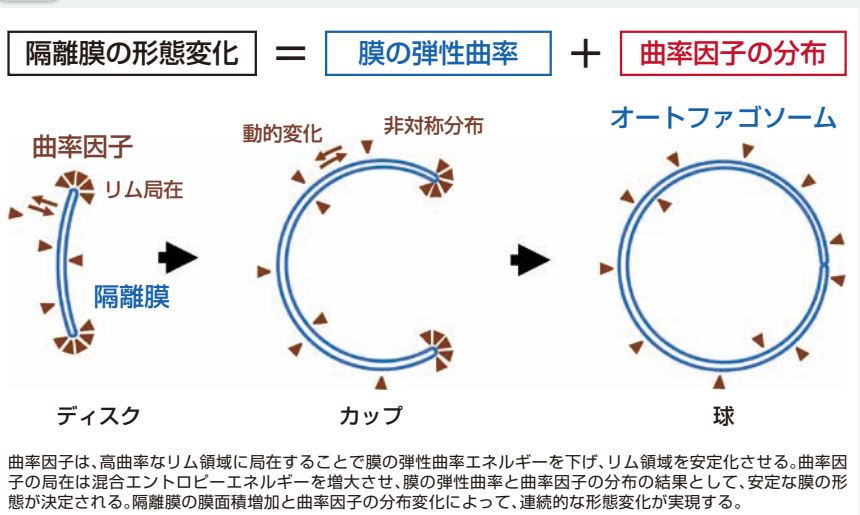 隔離膜の形態変化 = 膜の弾性曲率 + 曲率因子の分布
オートファゴソーム
動的変化
非対称分布
曲率因子
リム局在
隔離膜
ディスク
カップ
球
曲率因子は、高曲率なリム領域に局在することで膜の弾性曲率エネルギーを下げ、リム領域を安定化させる。曲率因
子の局在は混合エントロピーエネルギーを増大させ、膜の弾性曲率と曲率因子の分布の結果として、安定な膜の形
態が決定される。隔離膜の膜面積増加と曲率因子の分布変化によって、連続的な形態変化が実現する。